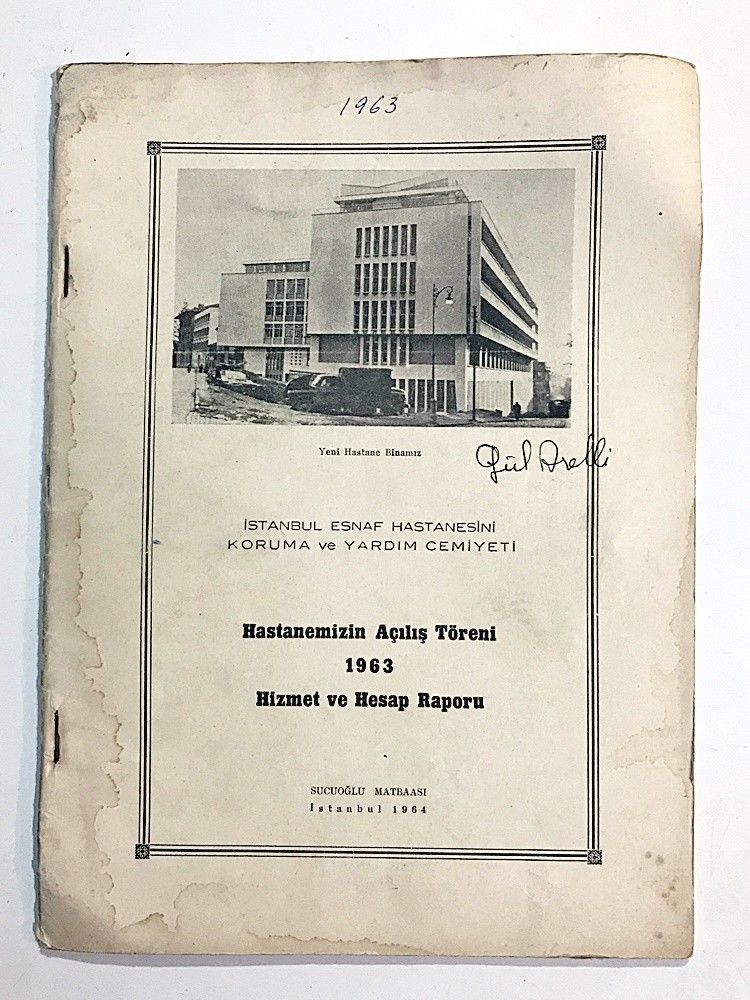 1963
Yeni Hastane Binamız
Gül
İSTANBUL ESNAF HASTANESİNİ
KORUMA ve YARDIM CEMİYETİ
Hastanemizin Açılış Töreni
1963
Hizmet ve Hesap Raporu
SUCUOĞLU MATBAASI
İstanbul 1964